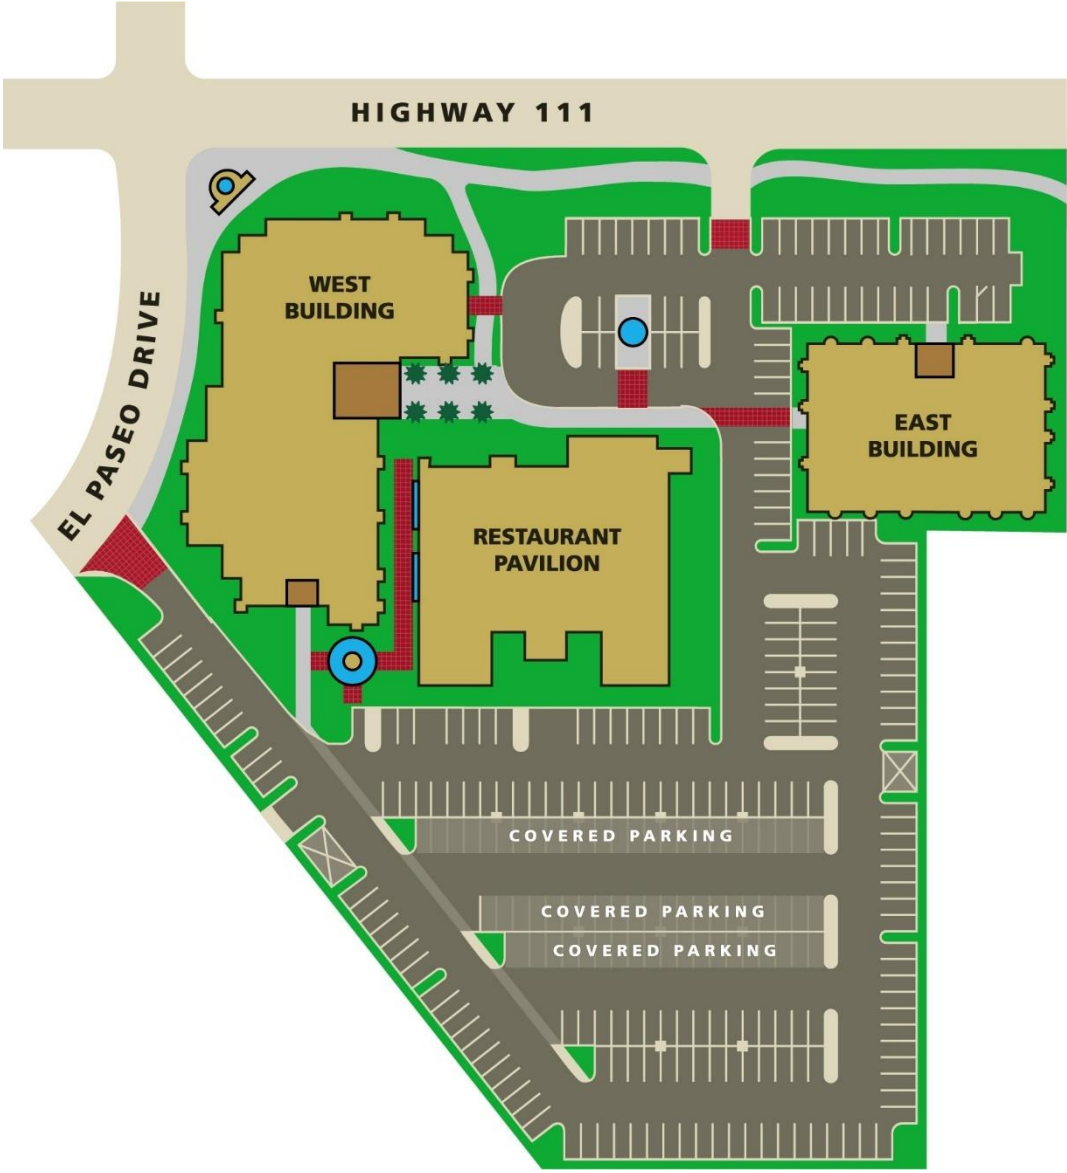 HIGHWAY 111
WEST
BUILDING
EL PASEO DRIVE
EAST
BUILDING
RESTAURANT
PAVILION
COVERED PARKING
COVERED PARKING
COVERED PARKING